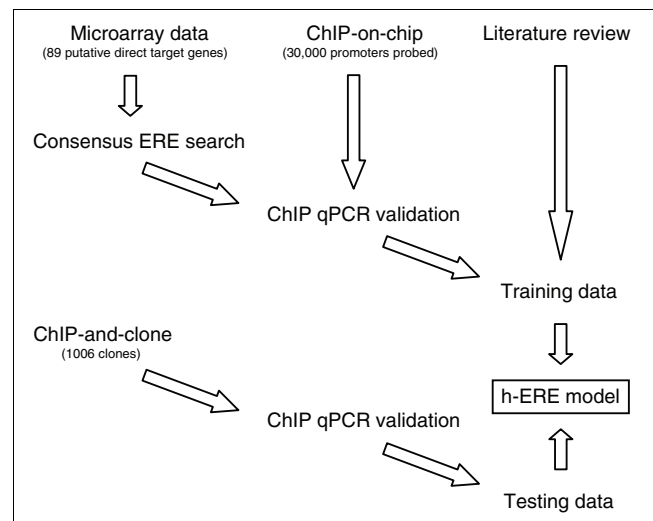 Microarray data
(89 putative direct target genes)
ChIP-on-chip
(30,000 promoters probed)
Literature review
Consensus ERE search
ChIP qPCR validation
Training data
ChIP-and-clone
(1006 clones)
h-ERE model
ChIP qPCR validation
Testing data